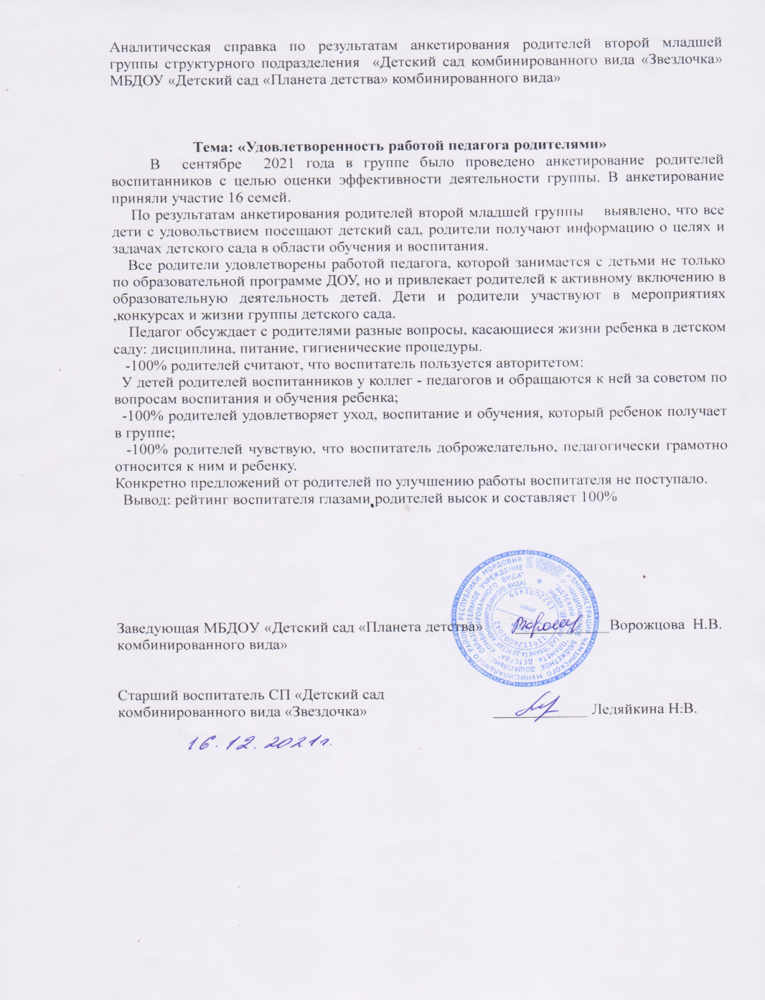 Аналитическая справка по результатам анкетирования родителей второй младшей
группы структурного подразделения «Детский сад комбинированного вида «Звездочка»
МБДОУ «Детский сад «Планета детства» комбинированного вида»
Тема: «Удовлетворенность работой педагога родителями»
В сентябре 2021 года в группе было проведено анкетирование родителей
воспитанников с целью оценки эффективности деятельности группы. В анкетирование
приняли участие 16 семей.
По результатам анкетирования родителей второй младшей группы выявлено, что все
дети с удовольствием посещают детский сад, родители получают информацию о целях и
задачах детского сада в области обучения и воспитания.
Все родители удовлетворены работой педагога, которой занимается с детьми не только
по образовательной программе ДОУ, но и привлекает родителей к активному включению в
образовательную деятельность детей. Дети и родители участвуют в мероприятиях
,конкурсах и жизни группы детского сада.
Педагог обсуждает с родителями разные вопросы, касающиеся жизни ребенка в детском
саду: дисциплина, питание, гигиенические процедуры.
-100% родителей считают, что воспитатель пользуется авторитетом:
У детей родителей воспитанников у коллег - педагогов и обращаются к ней за советом по
вопросам воспитания и обучения ребенка;
-100% родителей удовлетворяет уход, воспитание и обучения, который ребенок получает
в группе;
-100% родителей чувствую, что воспитатель доброжелательно, педагогически грамотно
относится к ним и ребенку.
Конкретно предложений от родителей по улучшению работы воспитателя не поступало.
Вывод: рейтинг воспитателя глазами родителей высок и составляет 100%
Заведующая МБДОУ «Детский сад «Планета детства» Ворожцова Н.В.
комбинированного вида»
Старший воспитатель СП «Детский сад
комбинированного вида «Звездочка» Ледяйкина Н.В.
16.12.2021г.